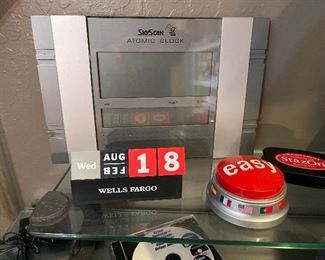 SkyScan
ATOMIC CLOCK
Wed AUG FEB 1 8
WELLS FARGO
easy
StazOn